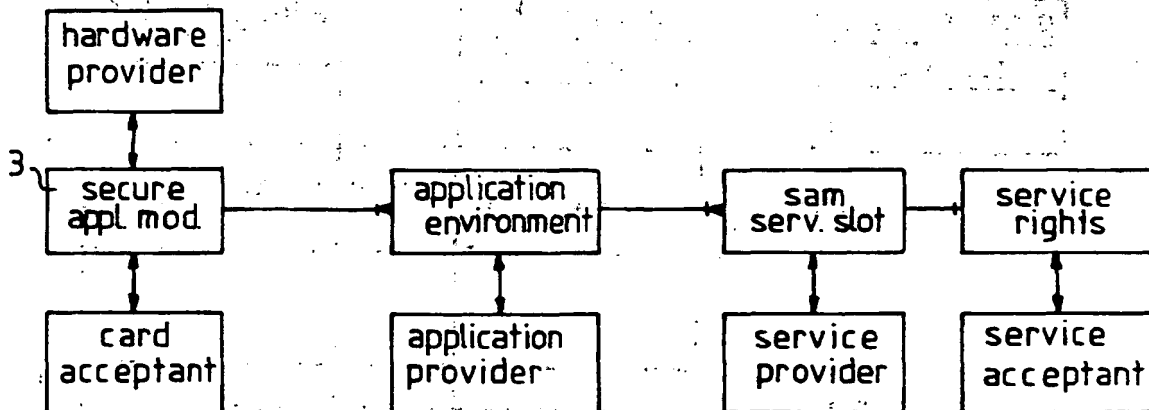 hardware
provider
3
secure
appl. mod.
application
environment
sam
serv. slot
service
rights
card
acceptant
application
provider
service
provider
service
acceptant